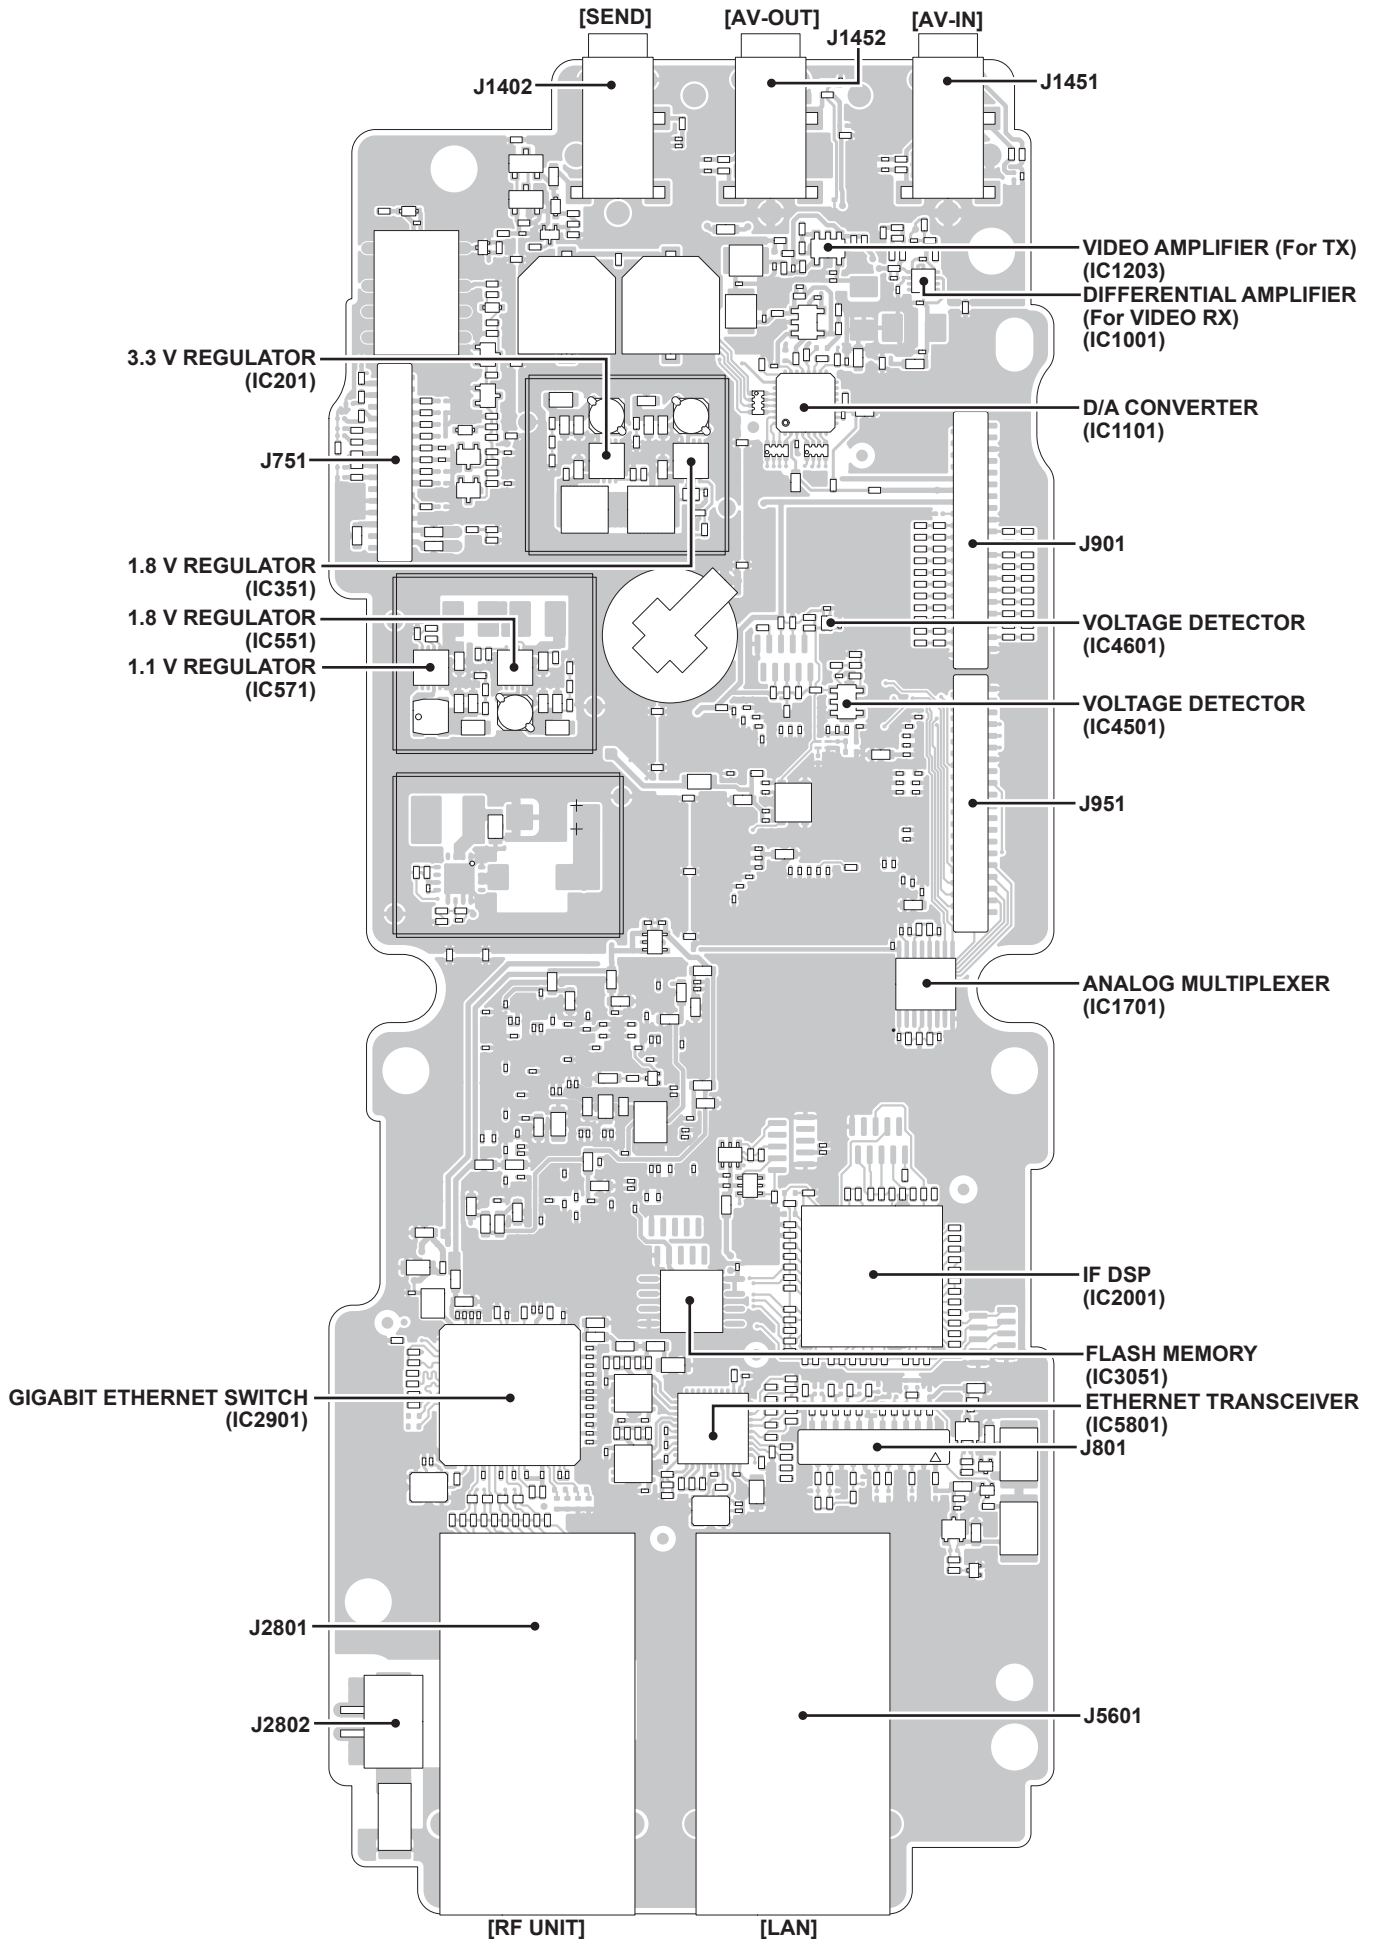 [SEND]
[AV-OUT]
[AV-IN]
J1452
J1402
J1451
VIDEO AMPLIFIER (For TX)
(IC1203)
DIFFERENTIAL AMPLIFIER
(For VIDEO RX)
(IC1001)
3.3 V REGULATOR
(IC201)
D/A CONVERTER
(IC1101)
J751
J901
1.8 V REGULATOR
(IC351)
1.8 V REGULATOR
(IC551)
1.1 V REGULATOR
(IC571)
VOLTAGE DETECTOR
(IC4601)
VOLTAGE DETECTOR
(IC4501)
J951
ANALOG MULTIPLEXER
(IC1701)
IF DSP
(IC2001)
FLASH MEMORY
(IC3051)
GIGABIT ETHERNET SWITCH
(IC2901)
ETHERNET TRANSCEIVER
(IC5801)
J801
J2801
J2802
J5601
[RF UNIT]
[LAN]